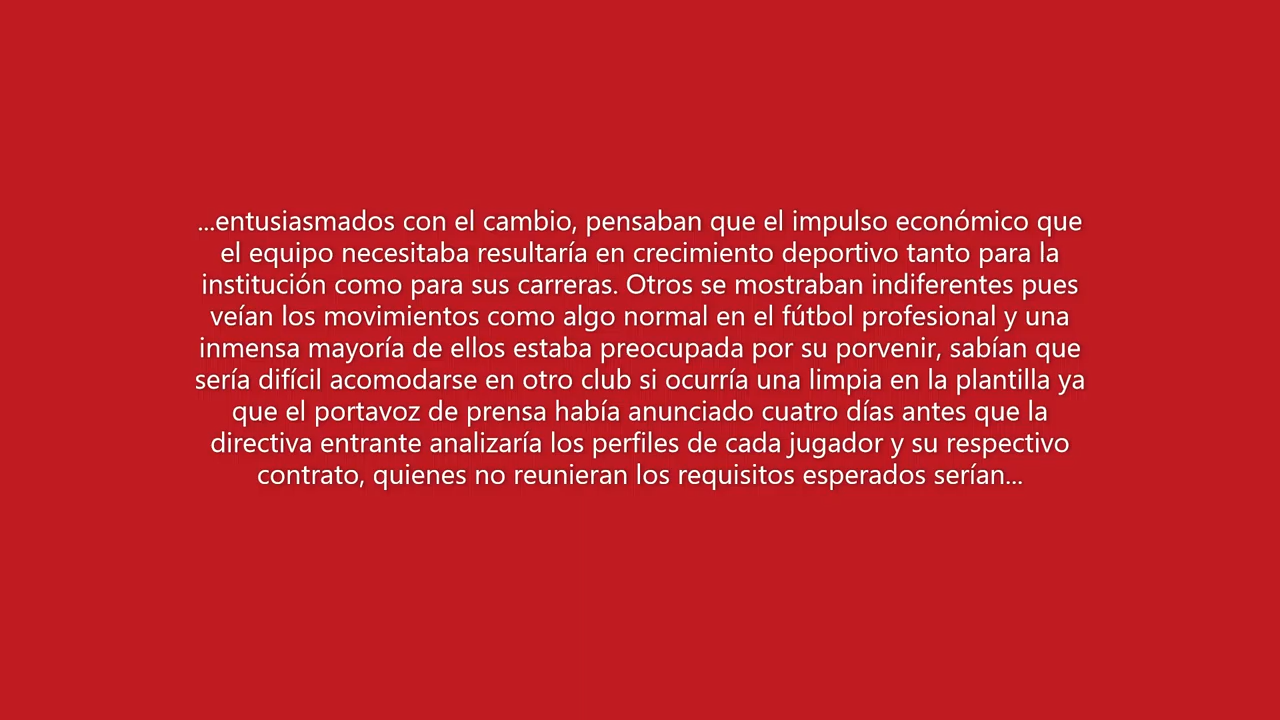 ...entusiasmados con el cambio, pensaban que el impulso económico que
el equipo necesitaba resultaría en crecimiento deportivo tanto para la
institución como para sus carreras. Otros se mostraban indiferentes pues
veían los movimientos como algo normal en el fútbol profesional y una
inmensa mayoría de ellos estaba preocupada por su porvenir, sabían que
sería difícil acomodarse en otro club si ocurría una limpia en la plantilla ya
que el portavoz de prensa había anunciado cuatro días antes que la
directiva entrante analizaría los perfiles de cada jugador y su respectivo
contrato, quienes no reunieran los requisitos esperados serían...